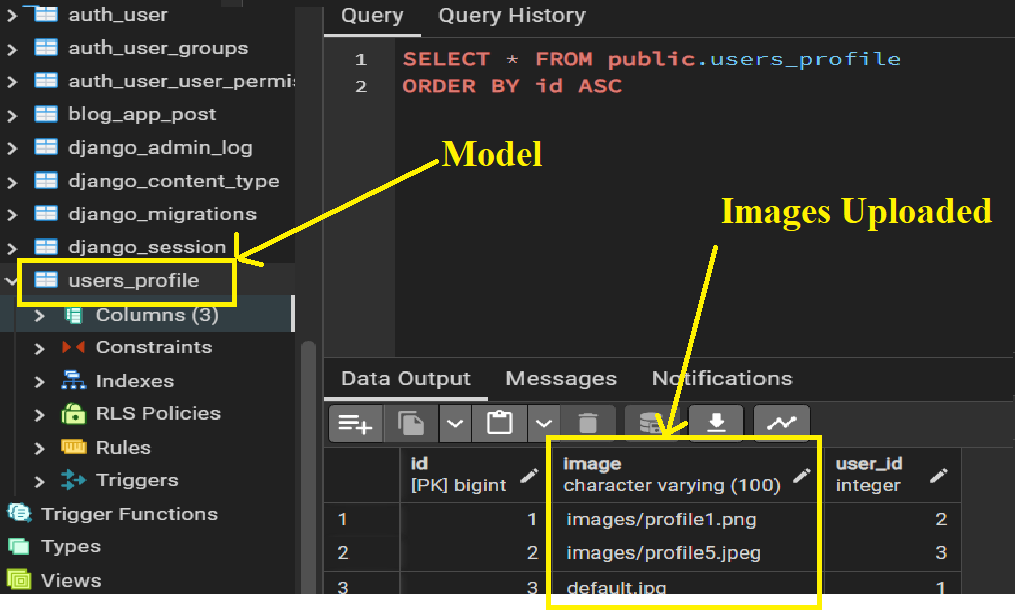 auth_user
auth_user_groups
auth_user_user_permis
blog_app_post
django_admin_log
django_content_type
django_migrations
django_session
users_profile
Columns (3)
Constraints
Indexes
RLS Policies
Rules
Triggers
Trigger Functions
Types
Views
Query Query History
1 SELECT * FROM public.users_profile
2 ORDER BY id ASC
Model
Images Uploaded
Data Output Messages Notifications
id image user_id
[PK] bigint character varying (100) integer
1 1 images/profile1.png 2
2 2 images/profile5.jpeg 3
3 3 default.jpg 1